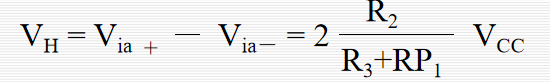 V_H = V_ia + — V_ia− = 2 R_2 / (R_3+RP_1) V_CC